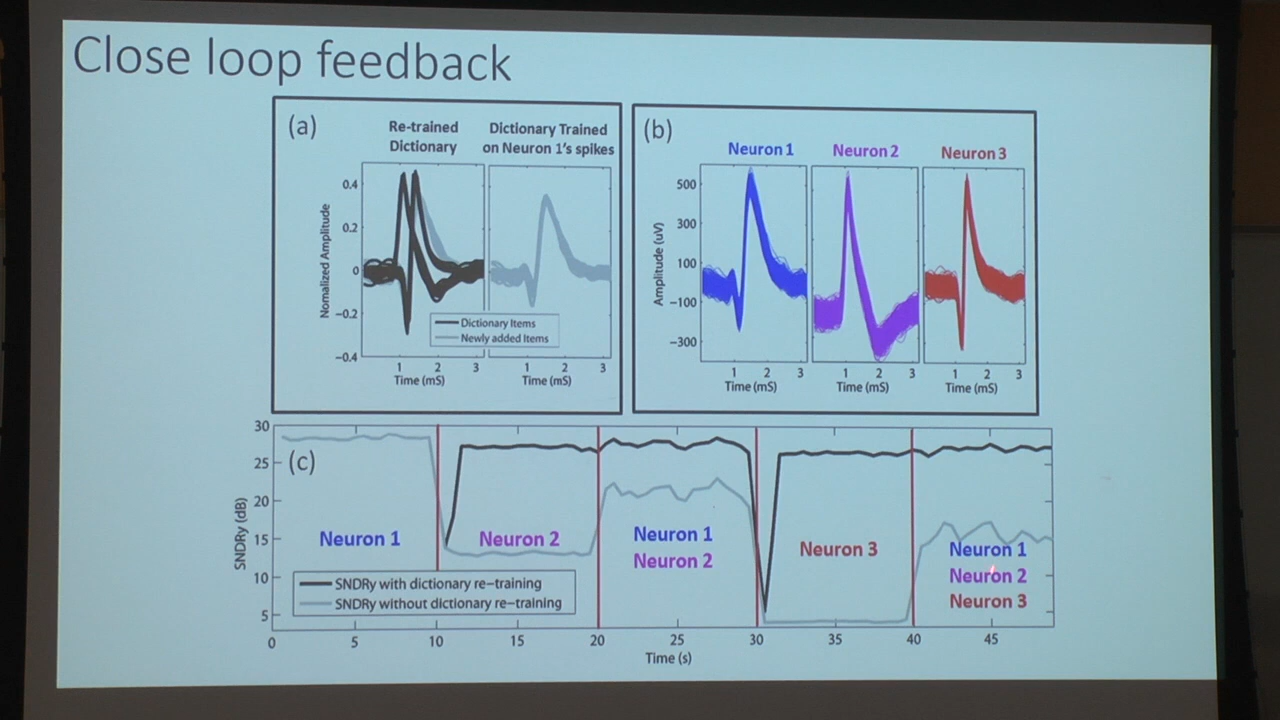 Close loop feedback
(a)
Re-trained
Dictionary
Dictionary Trained
on Neuron 1's spikes
Nomalized Amplitude
0.4
0.2
0
−0.2
−0.4
Dictionary Items
Newly added Items
1 2 3
Time (mS)
1 2 3
Time (mS)
(b)
Neuron 1
Neuron 2
Neuron 3
Amplitude (uV)
500
300
100
−100
−300
1 2 3
Time (mS)
1 2 3
Time (mS)
1 2 3
Time (mS)
(c)
SNDRy (dB)
30
25
20
15
10
5
Neuron 1
Neuron 2
Neuron 1
Neuron 2
Neuron 3
Neuron 1
Neuron 2
Neuron 3
SNDRy with dictionary re−training
SNDRy without dictionary re−training
0 5 10 15 20 25 30 35 40 45
Time (s)